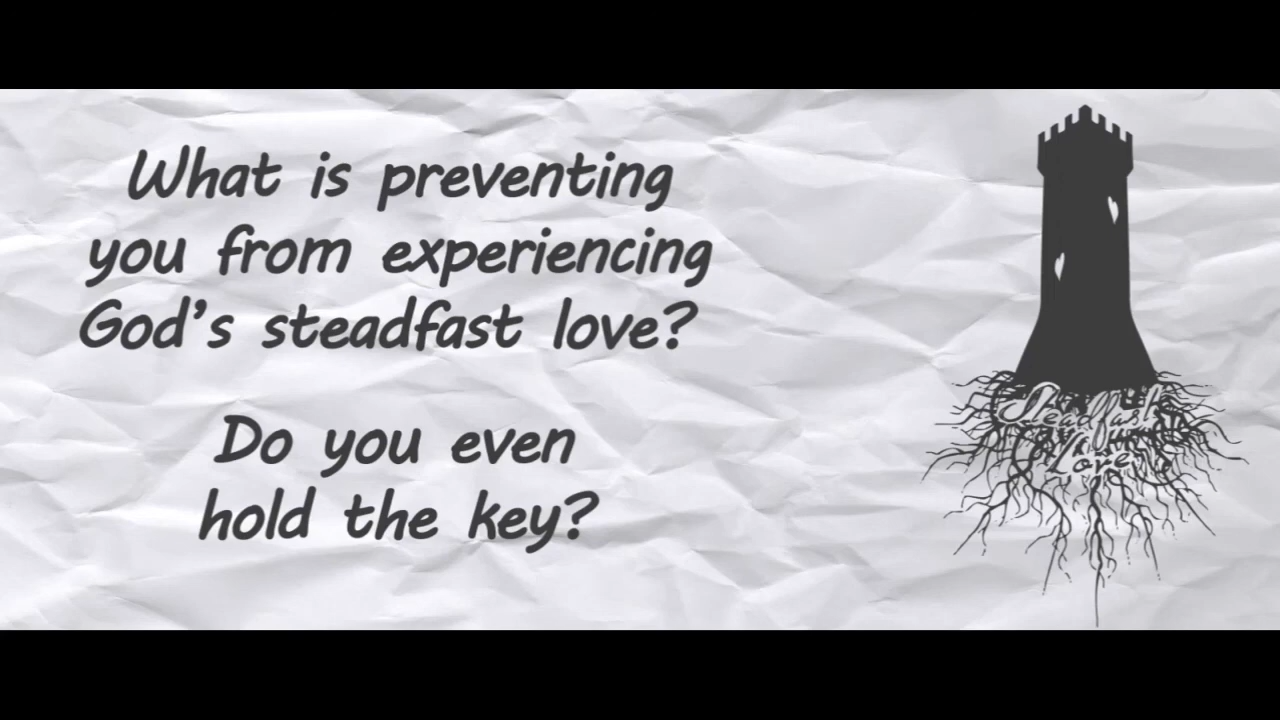 What is preventing
you from experiencing
God's steadfast love?
Do you even
hold the key?
Steadfast
Love